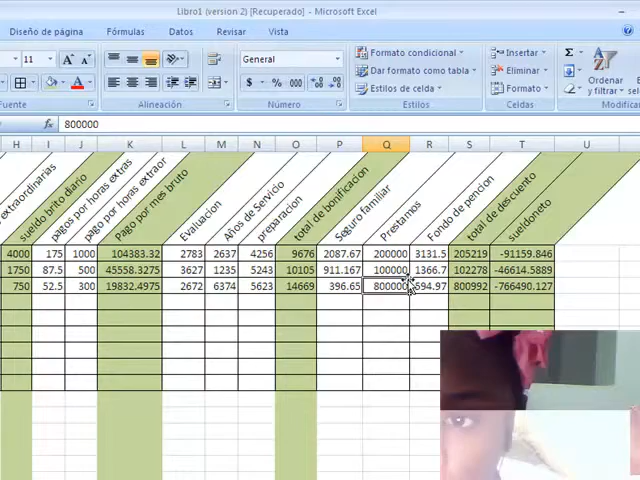 Libro1 (version 2) [Recuperado] - Microsoft Excel
Diseño de página Fórmulas Datos Revisar Vista
11 General Formato condicional Insertar
Dar formato como tabla Eliminar
$ % 000 Estilos de celda Formato Ordenar
y filtrar
Fuente Alineación Número Estilos Celdas
fx 800000
H I J K L M N O P Q R S T U
extraordinarias
sueldo brito diario
pagos por horas extras
pago por horas extraor
Pago por mes bruto
Evaluacion
Años de Servicio
preparacion
total de bonificacion
Seguro familiar
Prestamos
Fondo de pencion
total de descuento
sueldoneto
4000 175 1000 104383.32 2783 2637 4256 9676 2087.67 200000 3131.5 205219 -91159.846
1750 87.5 500 45558.3275 3627 1235 5243 10105 911.167 100000 1366.7 102278 -46614.5889
750 52.5 300 19832.4975 2672 6374 5623 14669 396.65 800000 594.97 800992 -766490.127